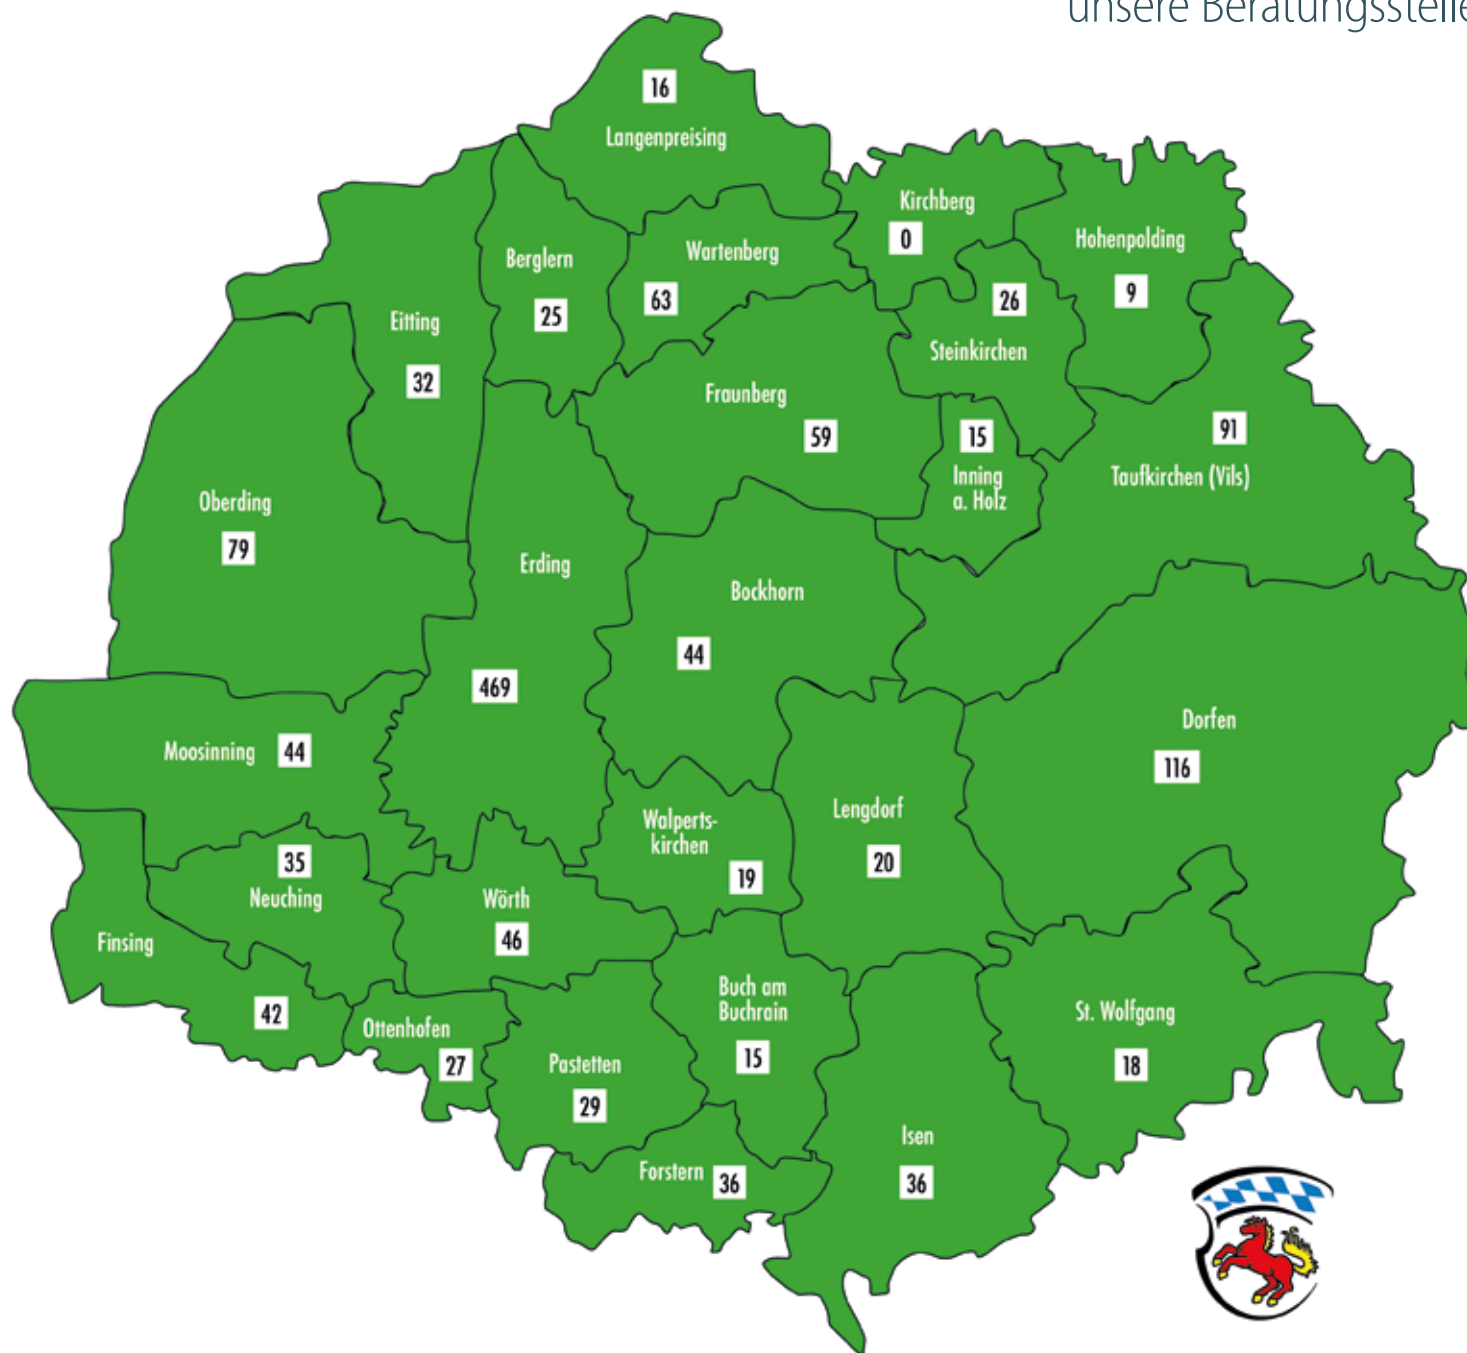 unsere Beratungsstelle
16
Langenpreising
Kirchberg
0
Hohenpolding
9
Berglern
25
Wartenberg
63
26
Steinkirchen
Eitting
32
Fraunberg
59
15
Inning
a. Holz
91
Taufkirchen (Vils)
Oberding
79
Erding
469
Bockhorn
44
Dorfen
116
Moosinning
44
Walperts-
kirchen
19
Lengdorf
20
35
Neuching
Wörth
46
Finsing
42
Ottenhofen
27
Buch am
Buchrain
15
St. Wolfgang
18
Pastetten
29
Isen
36
Forstern
36